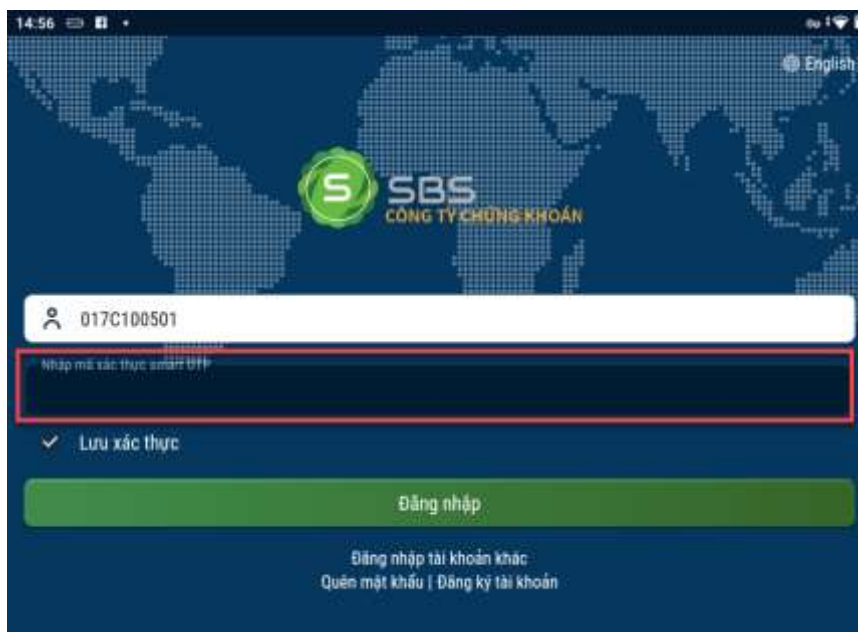 14:56
English
S
SBS
CÔNG TY CHỨNG KHOÁN
017C100501
Nhập mã xác thực smart OTP
Lưu xác thực
Đăng nhập
Đăng nhập tài khoản khác
Quên mật khẩu | Đăng ký tài khoản